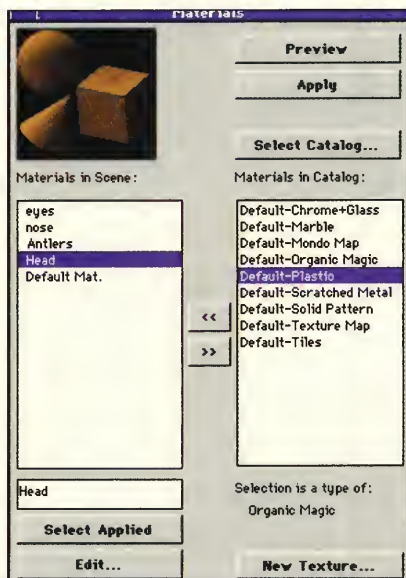 Materials
Preview
Apply
Select Catalog...
Materials in Scene:
eyes
nose
Antlers
Head
Default Mat.
<<
>>
Materials in Catalog:
Default-Chrome+Glass
Default-Marble
Default-Mondo Map
Default-Organic Magic
Default-Plastic
Default-Scratched Metal
Default-Solid Pattern
Default-Texture Map
Default-Tiles
Head
Select Applied
Edit...
Selection is a type of:
Organic Magic
New Texture...